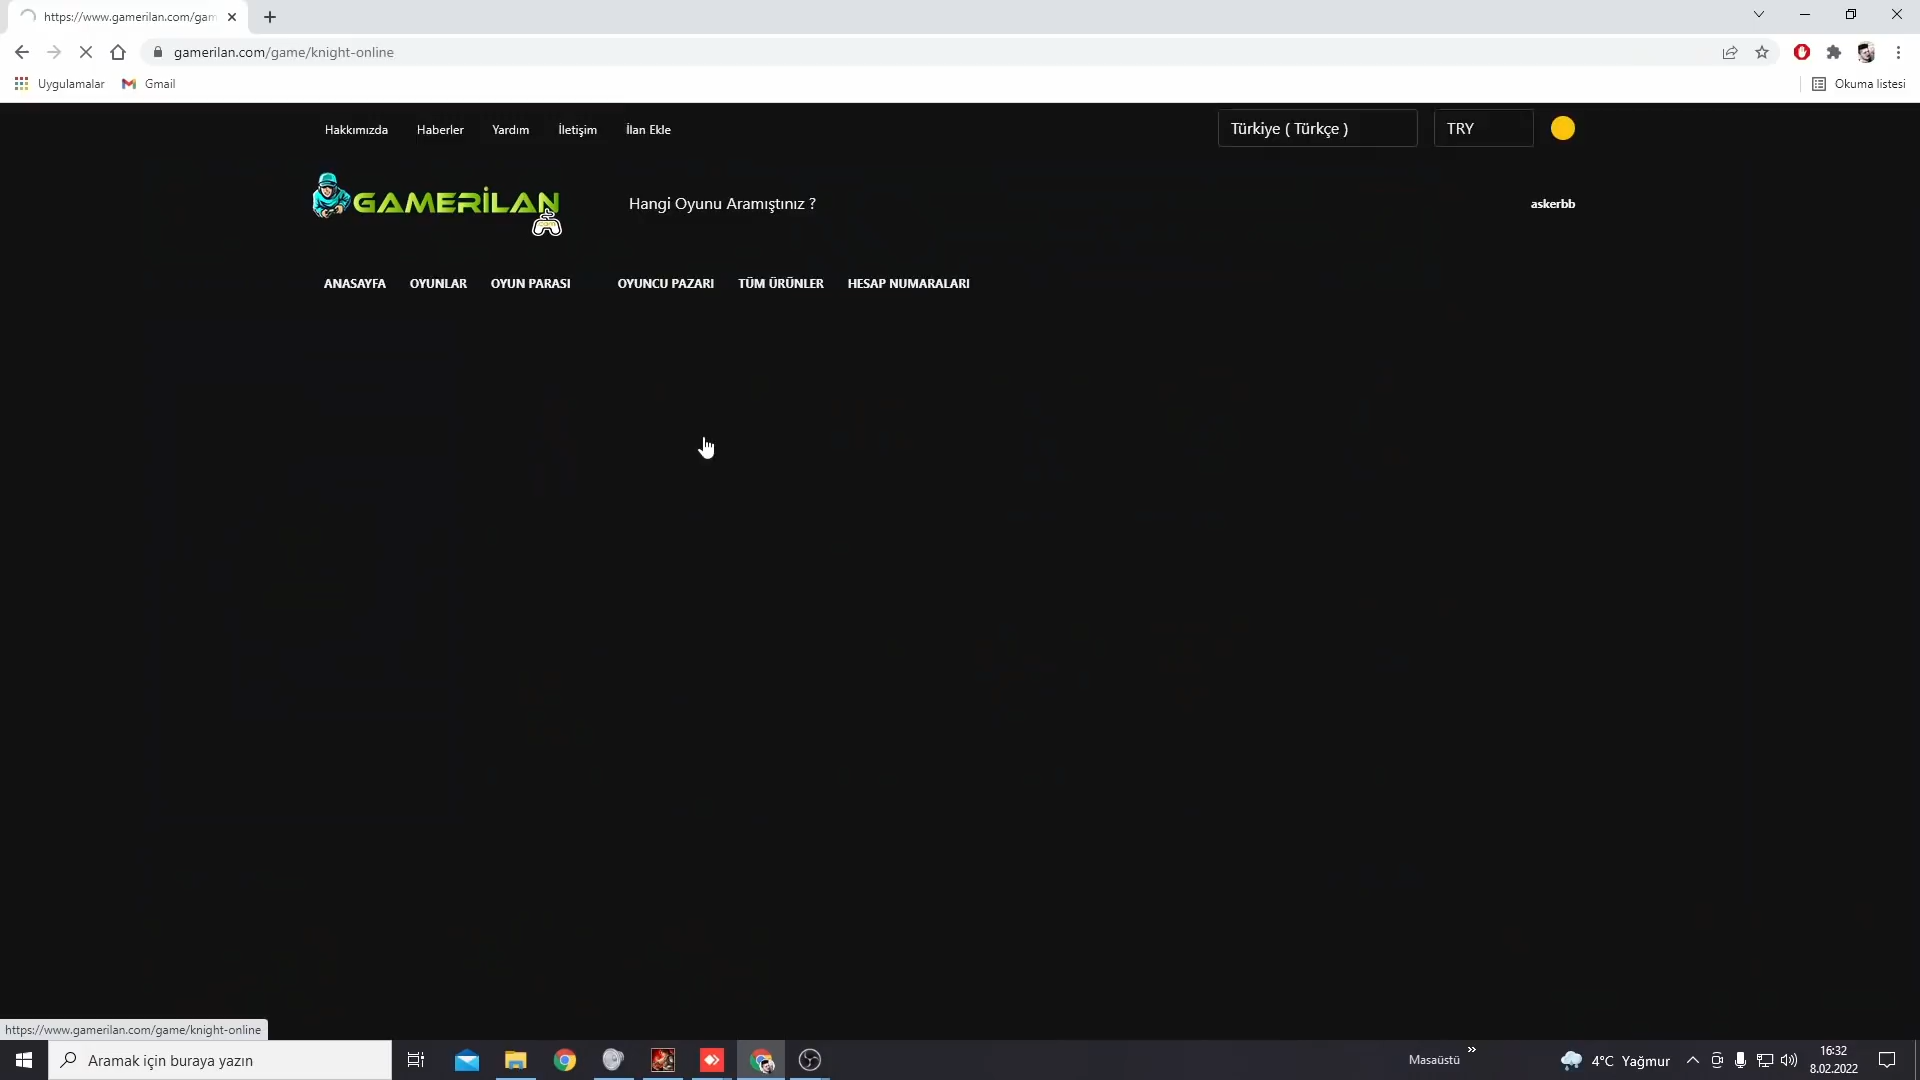 https://www.gamerilan.com/gam
gamerilan.com/game/knight-online
Uygulamalar
Gmail
Okuma listesi
Hakkımızda
Haberler
Yardım
İletişim
İlan Ekle
Türkiye ( Türkçe )
TRY
GAMERİLAN
Hangi Oyunu Aramıştınız ?
askerbb
ANASAYFA
OYUNLAR
OYUN PARASI
OYUNCU PAZARI
TÜM ÜRÜNLER
HESAP NUMARALARI
https://www.gamerilan.com/game/knight-online
Aramak için buraya yazın
Masaüstü
4°C Yağmur
16:32
8.02.2022